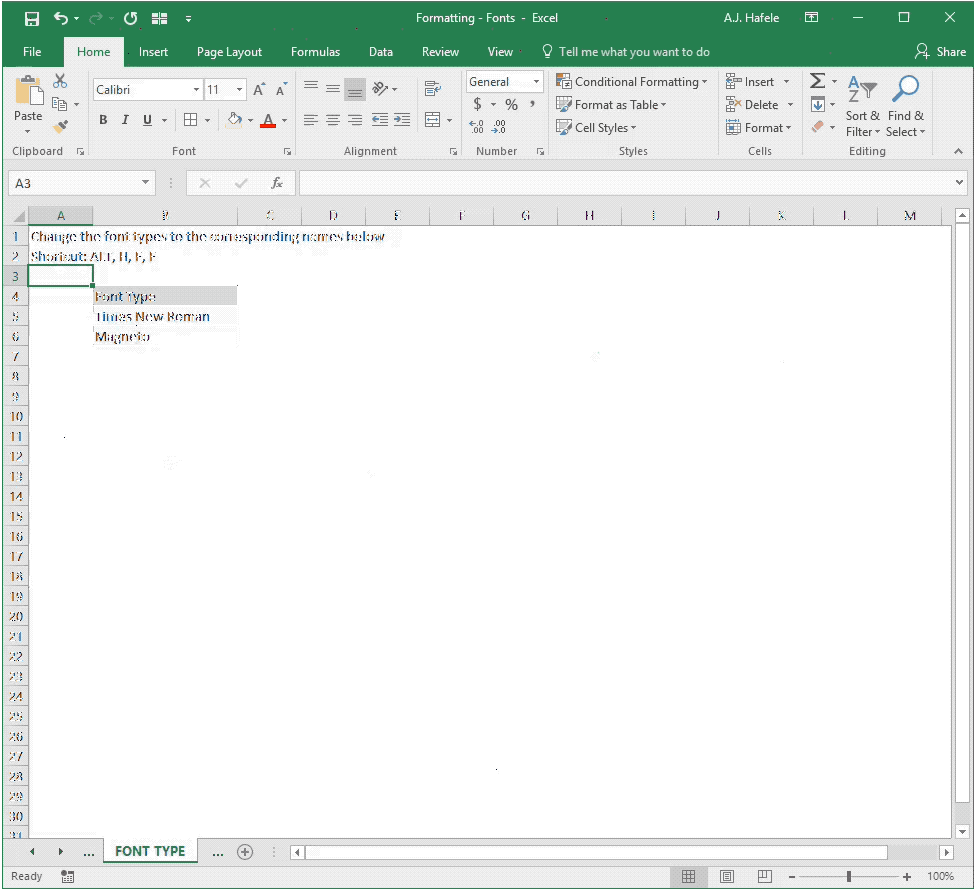 Formatting - Fonts - Excel
A.J. Hafele
File Home Insert Page Layout Formulas Data Review View Tell me what you want to do Share
Paste
Clipboard
Calibri 11
B I U A
Font
Alignment
General
$ % ,
Number
Conditional Formatting
Format as Table
Cell Styles
Styles
Insert
Delete
Format
Cells
Sort & Filter
Find & Select
Editing
A3 fx
A B C D E F G H I J K L M
1 Change the font types to the corresponding names below
2 Shortcut: ALT, H, F, F
3
4 Font Type
5 Times New Roman
6 Magneto
7
8
9
10
11
12
13
14
15
16
17
18
19
20
21
22
23
24
25
26
27
28
29
30
31
... FONT TYPE ...
Ready 100%